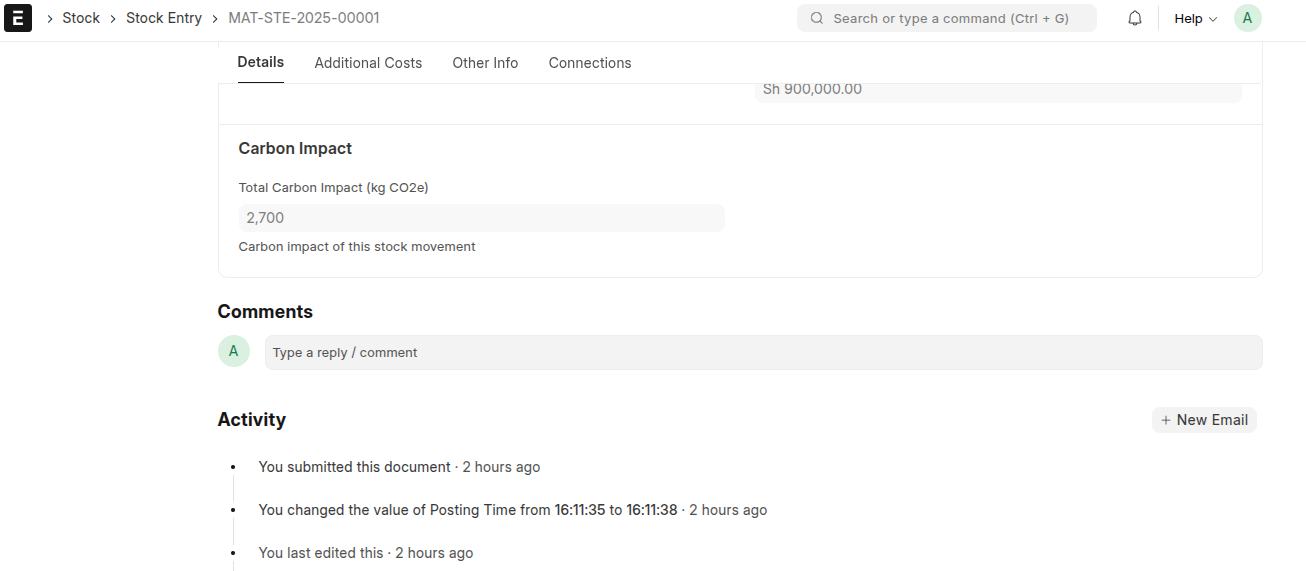 E Stock Stock Entry MAT-STE-2025-00001 Search or type a command (Ctrl + G) Help A
Details Additional Costs Other Info Connections
Sh 900,000.00
Carbon Impact
Total Carbon Impact (kg CO2e)
2,700
Carbon impact of this stock movement
Comments
A Type a reply / comment
Activity + New Email
You submitted this document · 2 hours ago
You changed the value of Posting Time from 16:11:35 to 16:11:38 · 2 hours ago
You last edited this · 2 hours ago